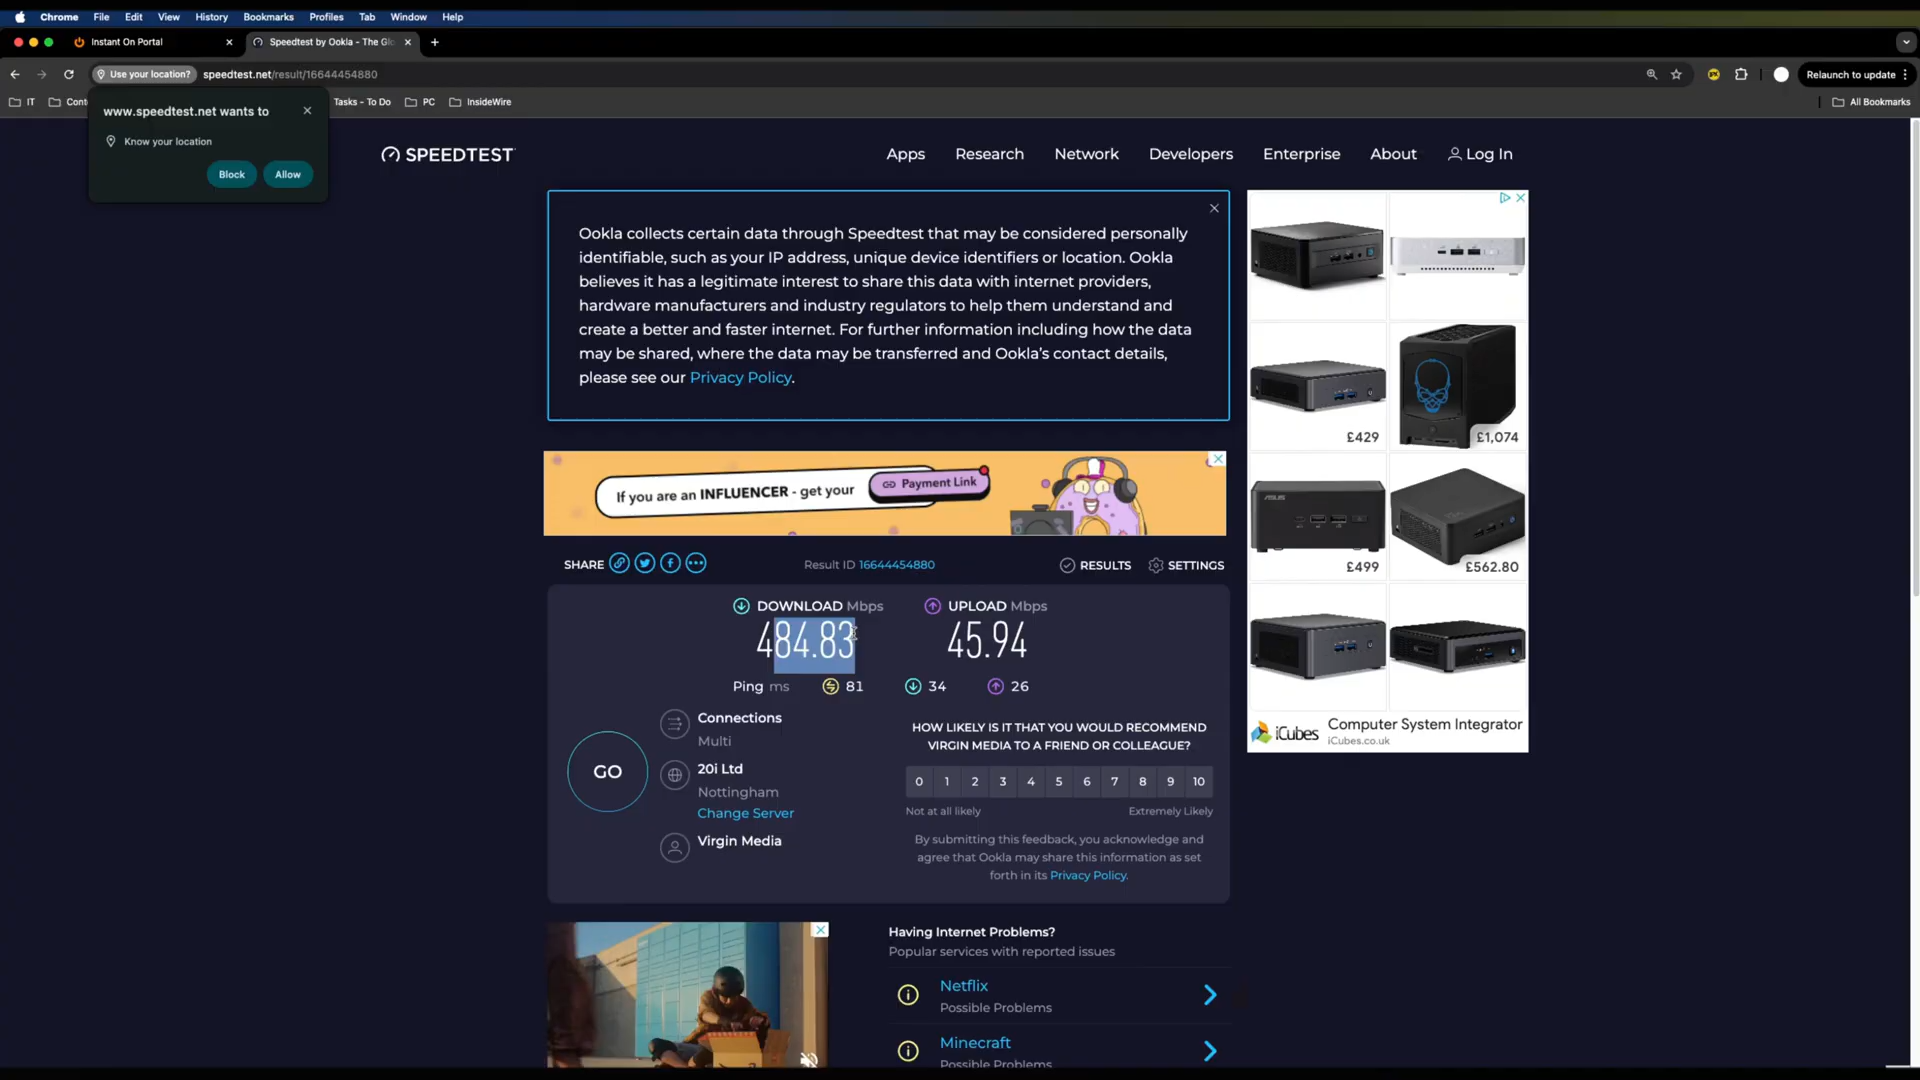 Chrome File Edit View History Bookmarks Profiles Tab Window Help
Instant On Portal
Speedtest by Ookla - The Glo
Use your location?
speedtest.net/result/16644454880
Relaunch to update
IT
Cont
Tasks - To Do
PC
InsideWire
All Bookmarks
www.speedtest.net wants to
Know your location
Block
Allow
SPEEDTEST
Apps Research Network Developers Enterprise About Log In
Ookla collects certain data through Speedtest that may be considered personally
identifiable, such as your IP address, unique device identifiers or location. Ookla
believes it has a legitimate interest to share this data with internet providers,
hardware manufacturers and industry regulators to help them understand and
create a better and faster internet. For further information including how the data
may be shared, where the data may be transferred and Ookla's contact details,
please see our Privacy Policy.
If you are an INFLUENCER - get your
Payment Link
£429
£1,074
ASUS
£499
£562.80
iCubes
Computer System Integrator
iCubes.co.uk
SHARE
Result ID 16644454880
RESULTS
SETTINGS
DOWNLOAD Mbps
484.83
UPLOAD Mbps
45.94
Ping ms 81 34 26
GO
Connections
Multi
20i Ltd
Nottingham
Change Server
Virgin Media
HOW LIKELY IS IT THAT YOU WOULD RECOMMEND
VIRGIN MEDIA TO A FRIEND OR COLLEAGUE?
0 1 2 3 4 5 6 7 8 9 10
Not at all likely
Extremely Likely
By submitting this feedback, you acknowledge and
agree that Ookla may share this information as set
forth in its Privacy Policy.
Having Internet Problems?
Popular services with reported issues
Netflix
Possible Problems
Minecraft
Possible Problems